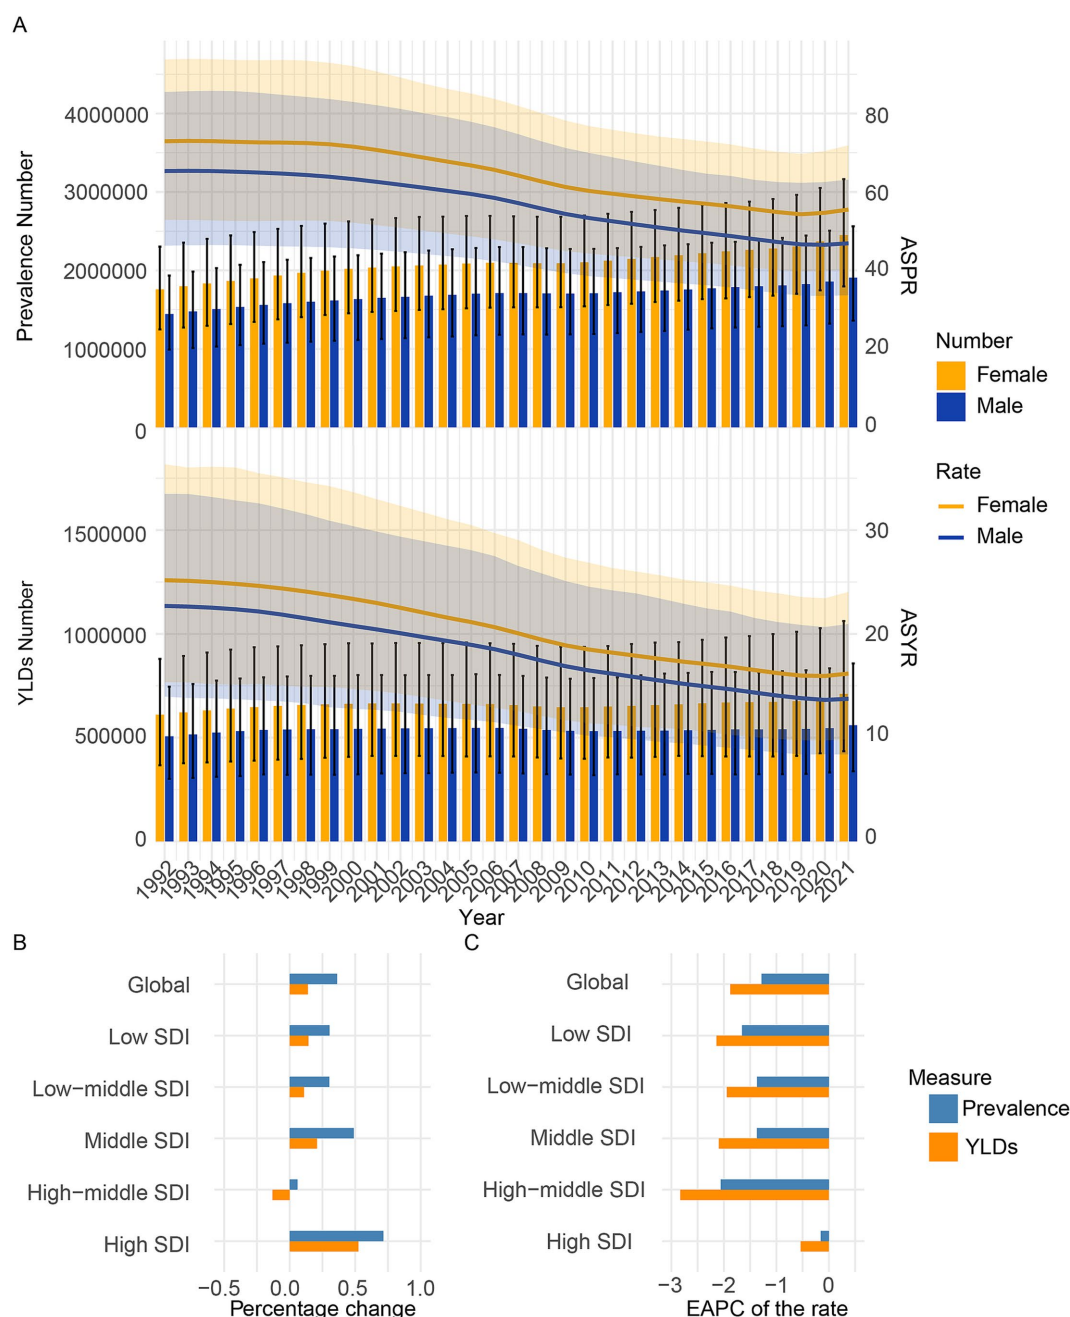 A
Prevalence Number
4000000
3000000
2000000
1000000
0
80
60
40
20
0
ASPR
YLDs Number
1500000
1000000
500000
0
30
20
10
0
ASYR
1992 1993 1994 1995 1996 1997 1998 1999 2000 2001 2002 2003 2004 2005 2006 2007 2008 2009 2010 2011 2012 2013 2014 2015 2016 2017 2018 2019 2020 2021
Year
Number
Female
Male
Rate
Female
Male
B
Global
Low SDI
Low−middle SDI
Middle SDI
High−middle SDI
High SDI
−0.5 0.0 0.5 1.0
Percentage change
C
Global
Low SDI
Low−middle SDI
Middle SDI
High−middle SDI
High SDI
−3 −2 −1 0
EAPC of the rate
Measure
Prevalence
YLDs